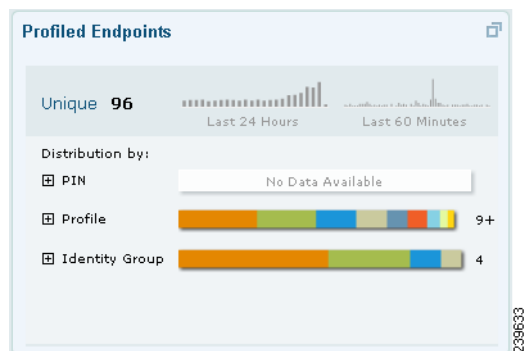 Profiled Endpoints
Unique 96
Last 24 Hours
Last 60 Minutes
Distribution by:
PIN
No Data Available
Profile
9+
Identity Group
4
239633